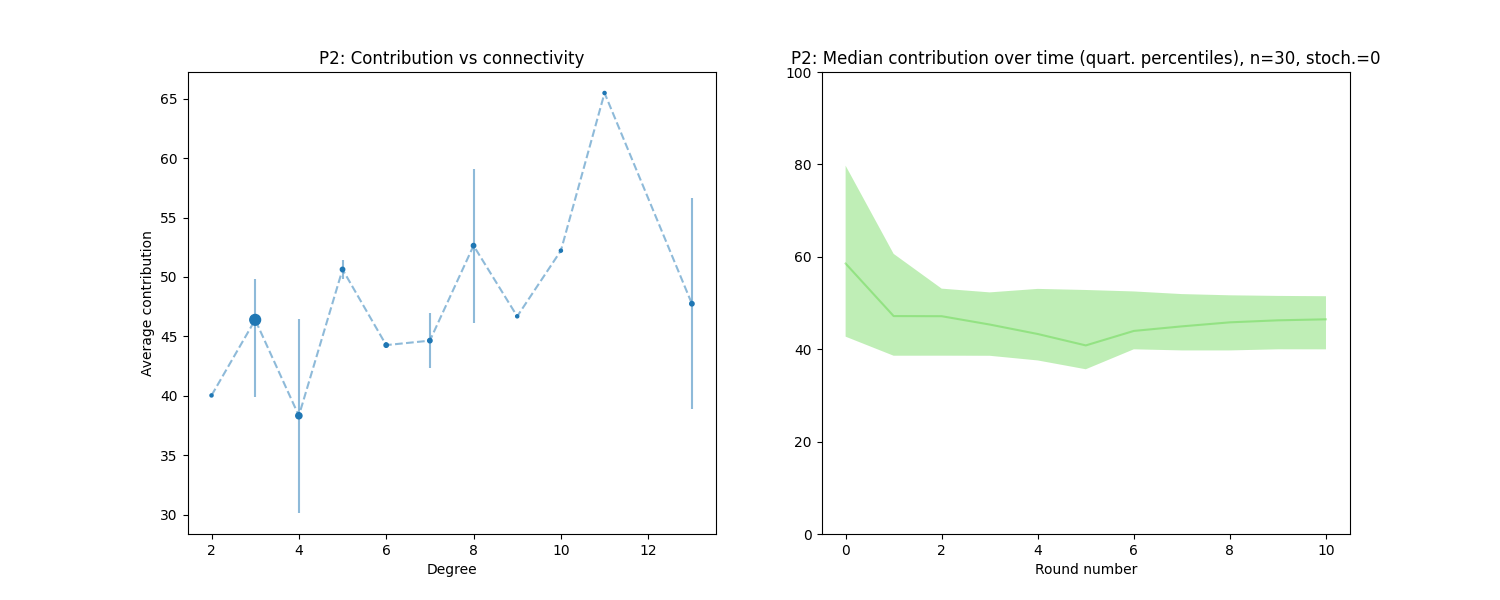 P2: Contribution vs connectivity
65
60
55
50
45
40
35
30
Average contribution
2 4 6 8 10 12
Degree
P2: Median contribution over time (quart. percentiles), n=30, stoch.=0
100
80
60
40
20
0
0 2 4 6 8 10
Round number